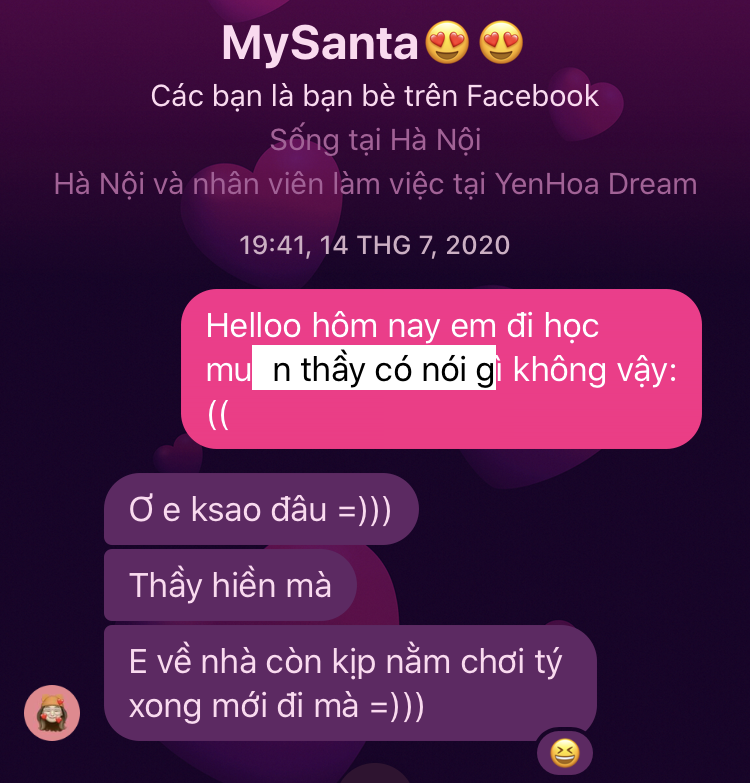 MySanta😍😍
Các bạn là bạn bè trên Facebook
Sống tại Hà Nội
Hà Nội và nhân viên làm việc tại YenHoa Dream
19:41, 14 THG 7, 2020
Helloo hôm nay em đi học
mu n thầy có nói gì không vậy:
((
Ơ e ksao đâu =)))
Thầy hiền mà
E về nhà còn kịp nằm chơi tý
xong mới đi mà =)))
😆